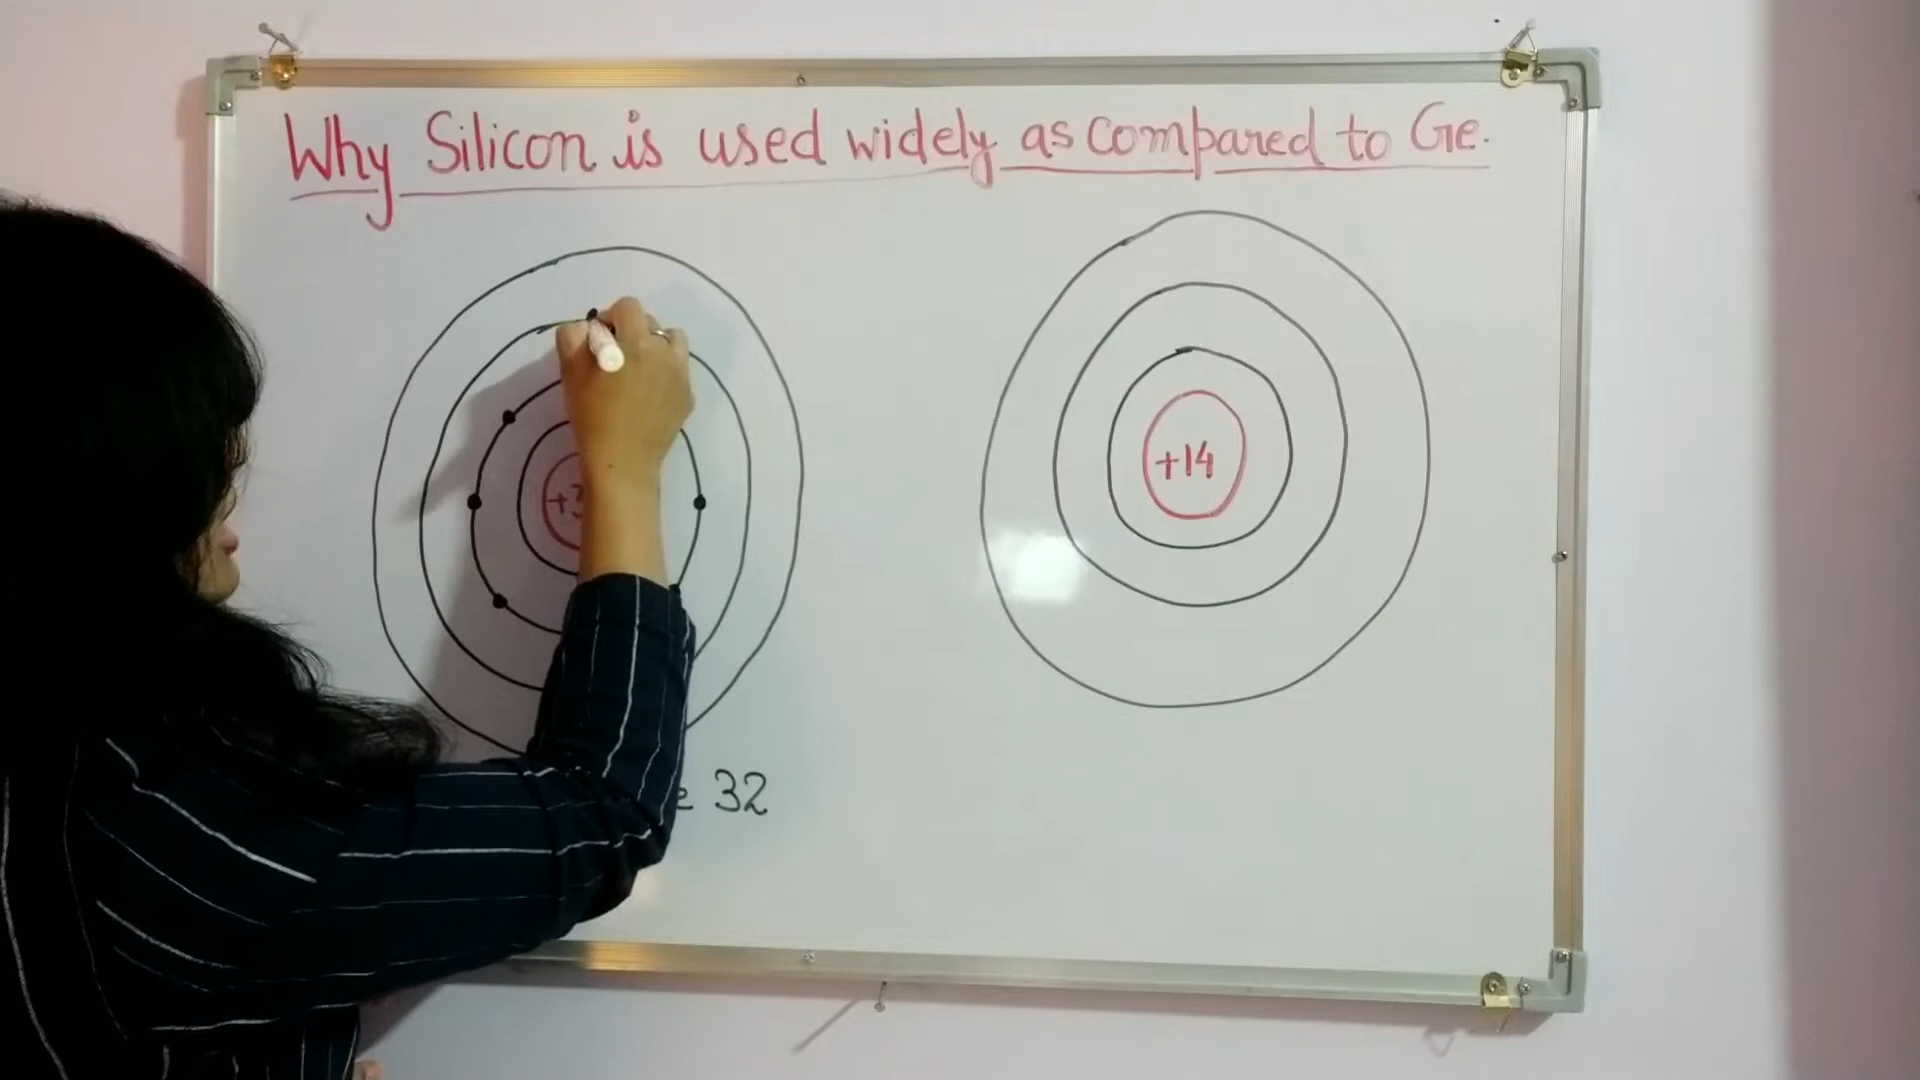 Why Silicon is used widely as compared to Ge.
+14
32